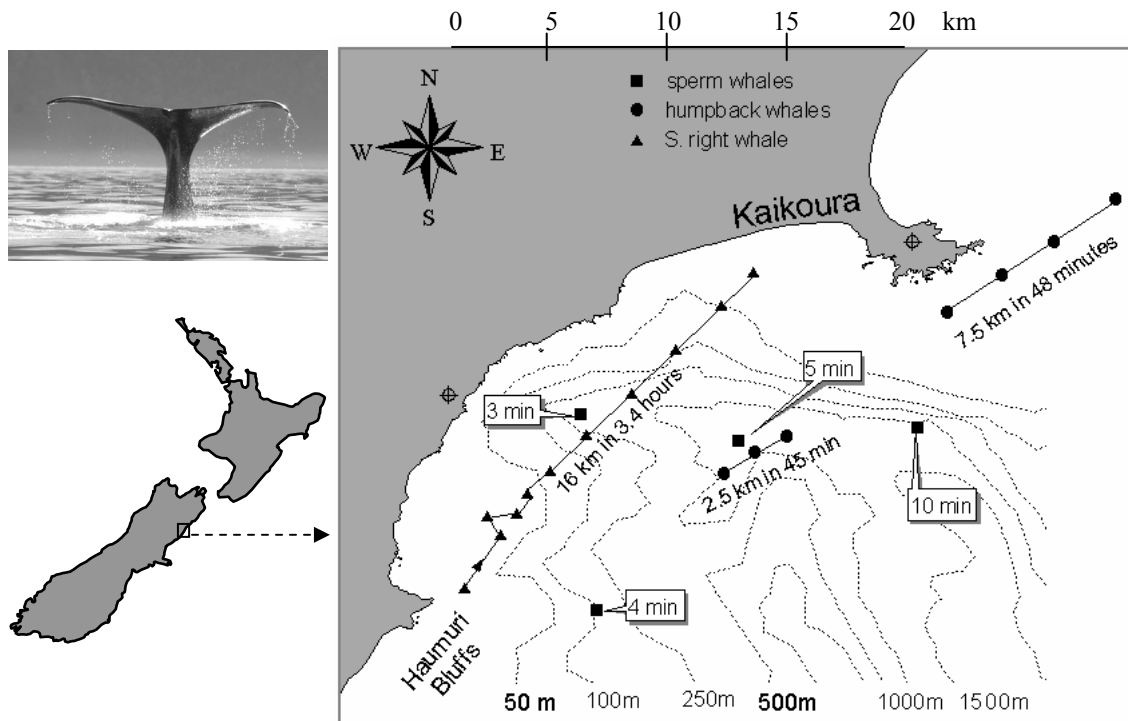 0 5 10 15 20 km
sperm whales
humpback whales
S. right whale
N
W E
S
Kaikoura
7.5 km in 48 minutes
5 min
3 min
16 km in 3.4 hours
2.5 km in 45 min
10 min
4 min
Haumuri
Bluffs
50 m 100m 250m 500m 1000m 1500m